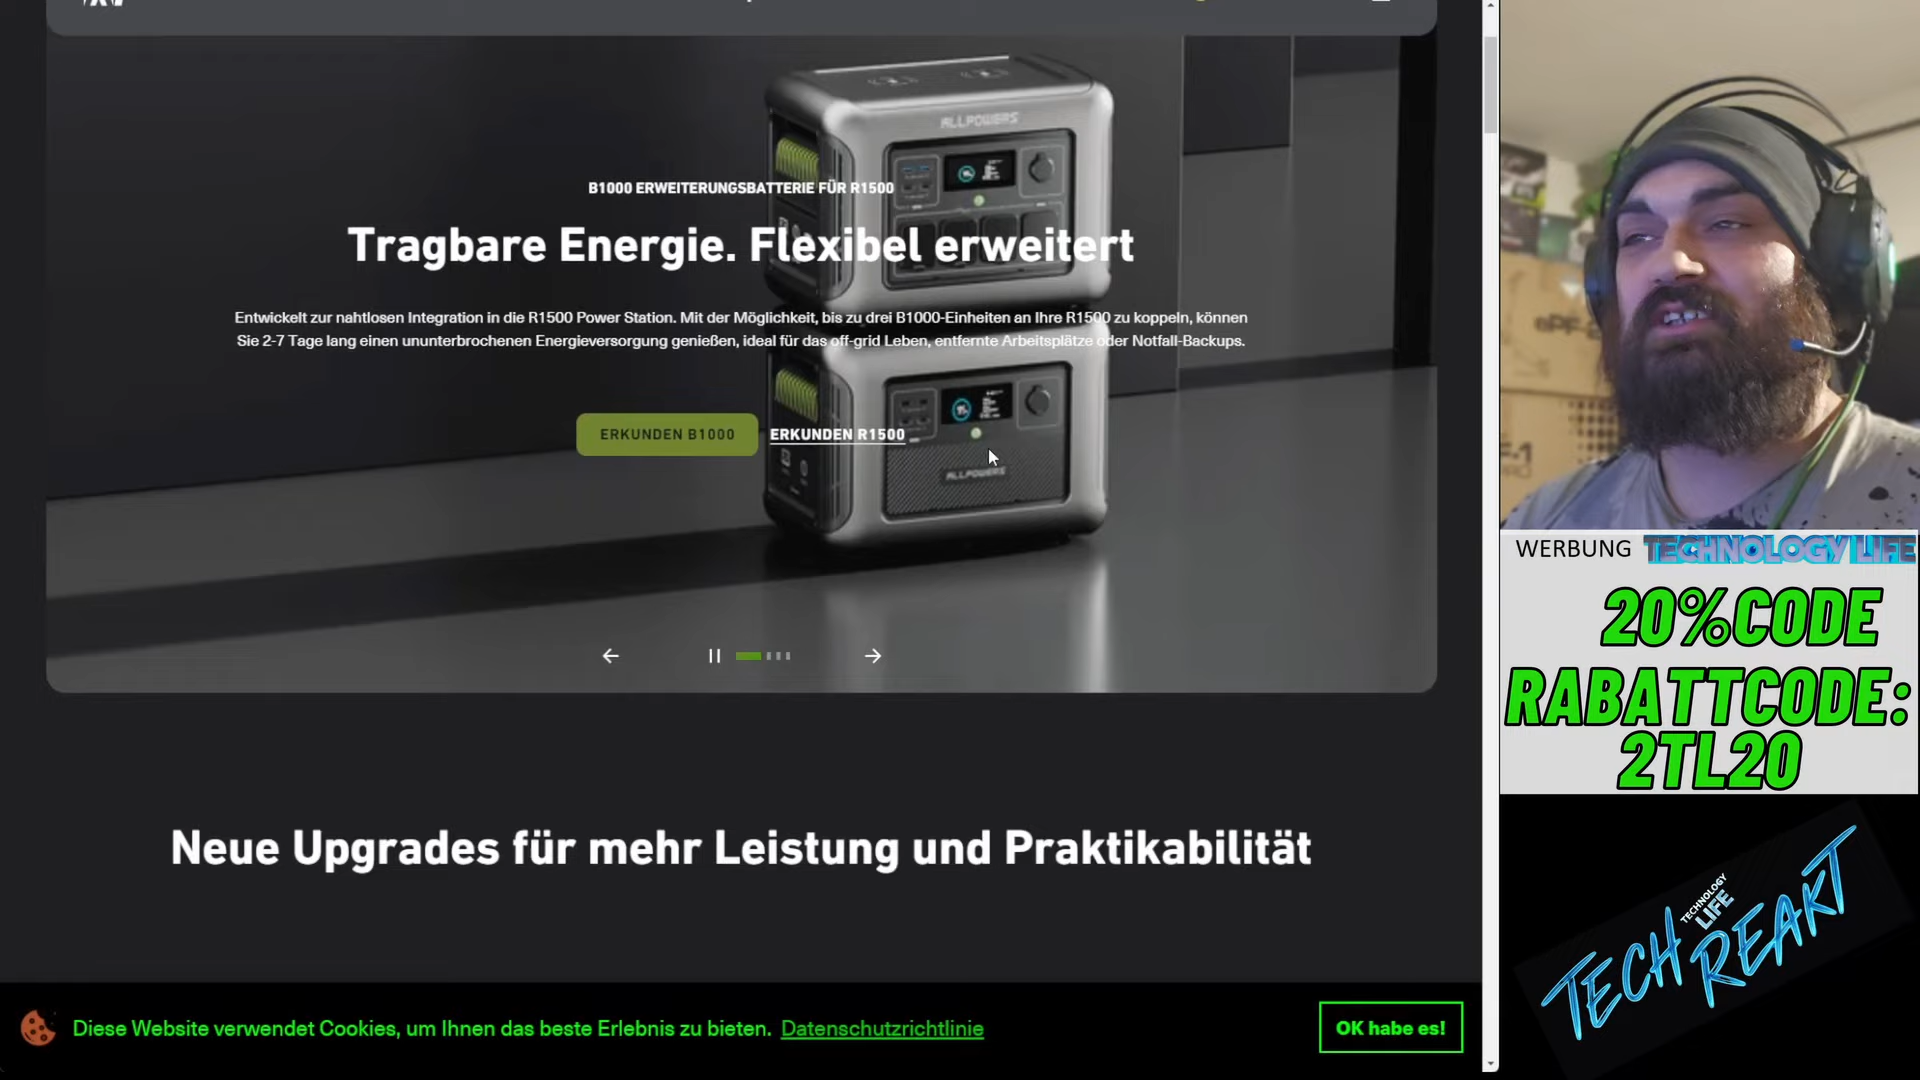 ALLPOWERS
B1000 ERWEITERUNGSBATTERIE FÜR R1500
Tragbare Energie. Flexibel erweitert
Entwickelt zur nahtlosen Integration in die R1500 Power Station. Mit der Möglichkeit, bis zu drei B1000-Einheiten an Ihre R1500 zu koppeln, können
Sie 2-7 Tage lang einen ununterbrochenen Energieversorgung genießen, ideal für das off-grid Leben, entfernte Arbeitsplätze oder Notfall-Backups.
ERKUNDEN B1000 ERKUNDEN R1500
ALLPOWERS
Neue Upgrades für mehr Leistung und Praktikabilität
Diese Website verwendet Cookies, um Ihnen das beste Erlebnis zu bieten. Datenschutzrichtlinie
OK habe es!
WERBUNG TECHNOLOGY LIFE
20%CODE
RABATTCODE:
2TL20
TECHNOLOGY
LIFE
TECH
REAKT